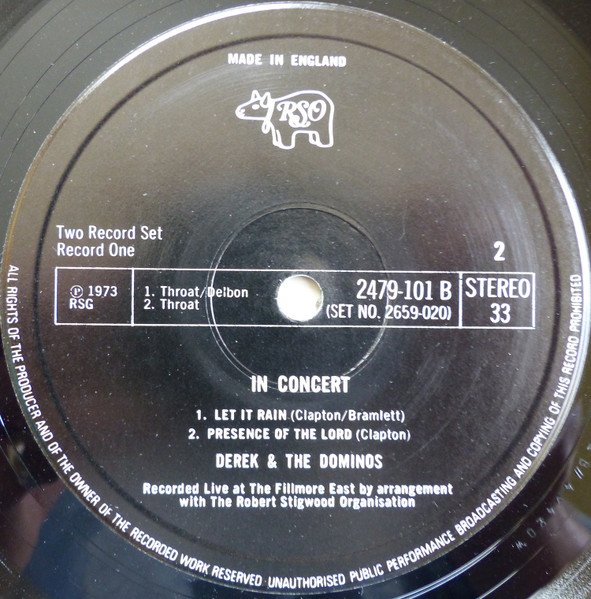 MADE IN ENGLAND
RSO
Two Record Set
Record One
2
℗ 1973
RSG
1. Throat/Delbon
2. Throat
2479-101 B
(SET NO. 2659-020)
STEREO
33
IN CONCERT
1. LET IT RAIN (Clapton/Bramlett)
2. PRESENCE OF THE LORD (Clapton)
DEREK & THE DOMINOS
Recorded Live at The Fillmore East by arrangement
with The Robert Stigwood Organisation
ALL RIGHTS OF THE PRODUCER AND OF THE OWNER OF THE RECORDED WORK RESERVED UNAUTHORISED PUBLIC PERFORMANCE BROADCASTING AND COPYING OF THIS RECORD PROHIBITED